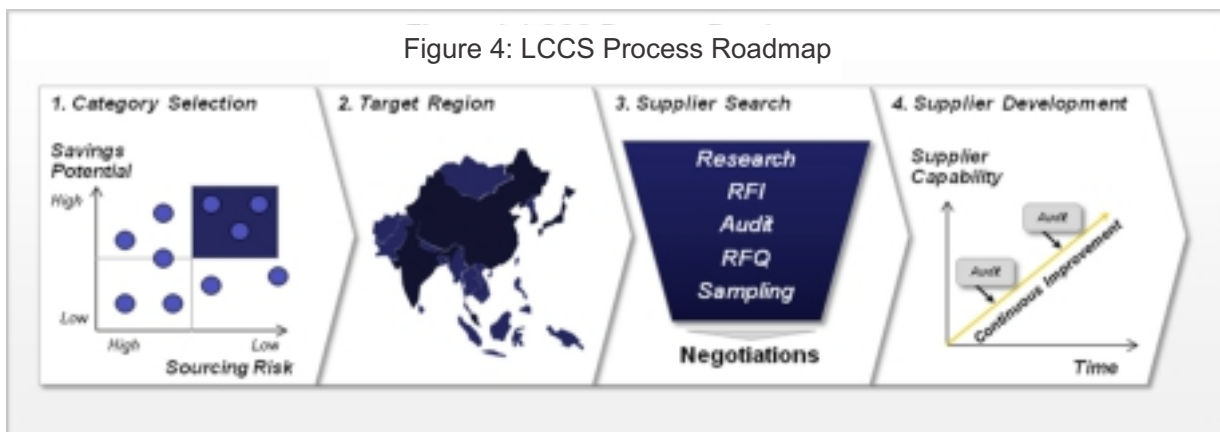 Figure 4: LCCS Process Roadmap
1. Category Selection
Savings
Potential
High
Low
High
Low
Sourcing Risk
2. Target Region
3. Supplier Search
Research
RFI
Audit
RFQ
Sampling
Negotiations
4. Supplier Development
Supplier
Capability
Audit
Audit
Continuous Improvement
Time